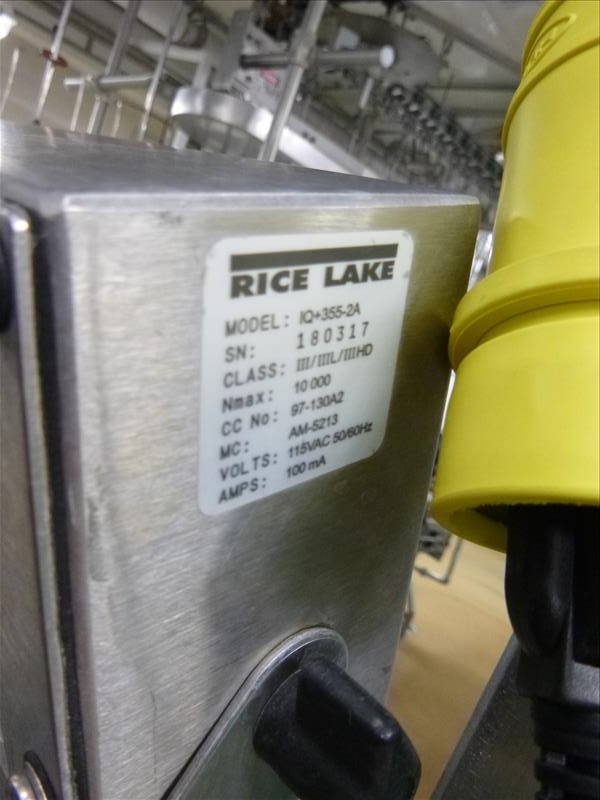 RICE LAKE
MODEL: IQ+355-2A
SN: 180317
CLASS: III/IIIL/IIIHD
Nmax: 10 000
CC No: 97-130A2
MC: AM-5213
VOLTS: 115VAC 50/60Hz
AMPS: 100 mA